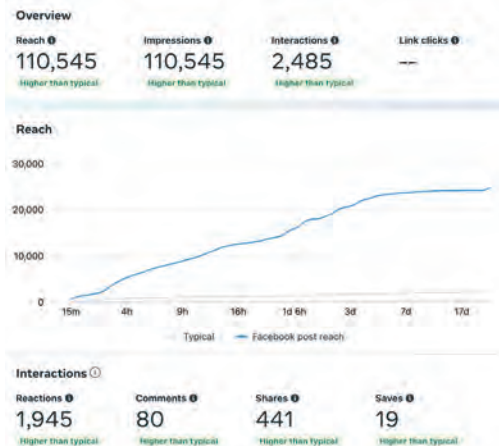 Overview
Reach Impressions Interactions Link clicks
110,545 110,545 2,485 --
Higher than typical Higher than typical Higher than typical
Reach
30,000
20,000
10,000
0
15m 4h 9h 16h 1d 6h 3d 7d 17d
Typical Facebook post reach
Interactions
Reactions Comments Shares Saves
1,945 80 441 19
Higher than typical Higher than typical Higher than typical Higher than typical